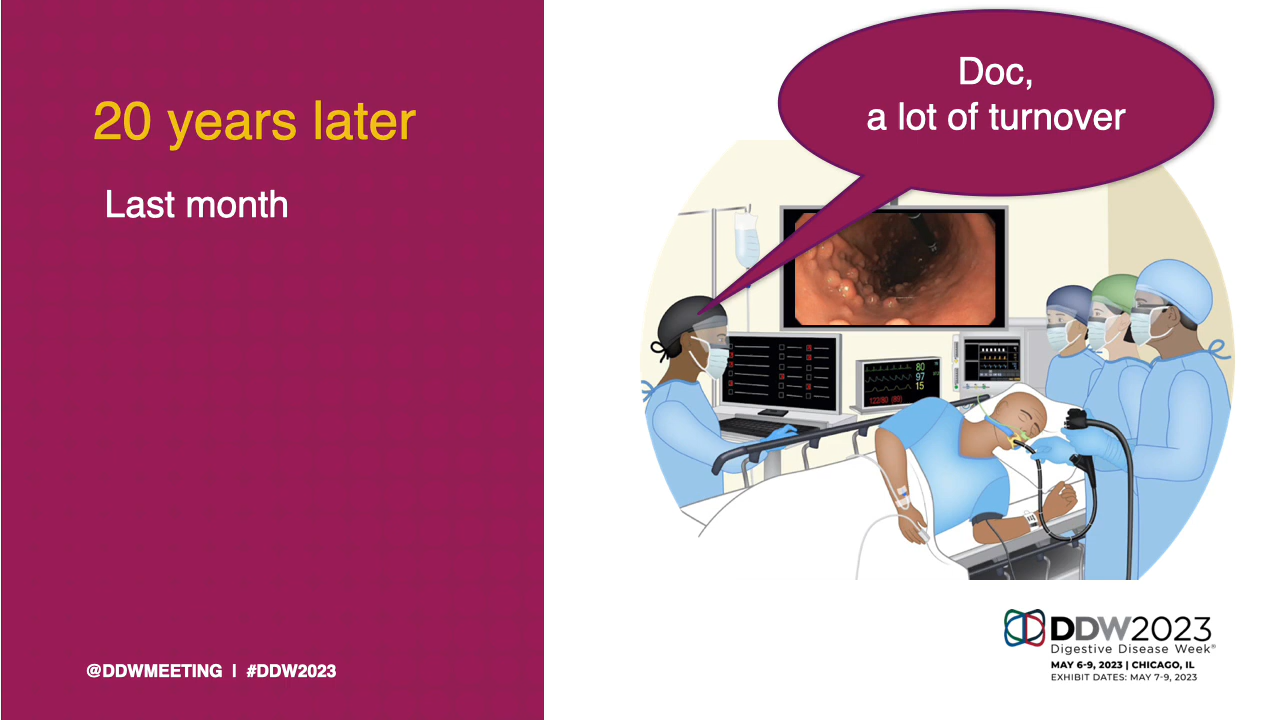 20 years later
Last month
Doc,
a lot of turnover
80
97
15
122/80 (89)
@DDWMEETING | #DDW2023
DDW2023
Digestive Disease Week®
MAY 6-9, 2023 | CHICAGO, IL
EXHIBIT DATES: MAY 7-9, 2023